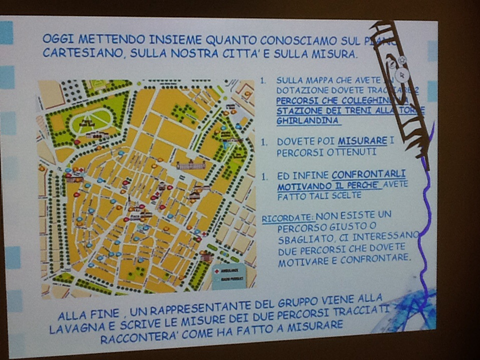 OGGI METTENDO INSIEME QUANTO CONOSCIAMO SUL PIANO
CARTESIANO, SULLA NOSTRA CITTA' E SULLA MISURA.
1. SULLA MAPPA CHE AVETE
DOTAZIONE DOVETE TRACCIARE 2
PERCORSI CHE COLLEGHINO
STAZIONE DEI TRENI ALLA TORRE
GHIRLANDINA
1. DOVETE POI MISURARE I
PERCORSI OTTENUTI
1. ED INFINE CONFRONTARLI
MOTIVANDO IL PERCHE' AVETE
FATTO TALI SCELTE
RICORDATE: NON ESISTE UN
PERCORSO GIUSTO O
SBAGLIATO, CI INTERESSANO
DUE PERCORSI CHE DOVETE
MOTIVARE E CONFRONTARE.
ALLA FINE , UN RAPPRESENTANTE DEL GRUPPO VIENE ALLA
LAVAGNA E SCRIVE LE MISURE DEI DUE PERCORSI TRACCIATI
RACCONTERA' COME HA FATTO A MISURARE